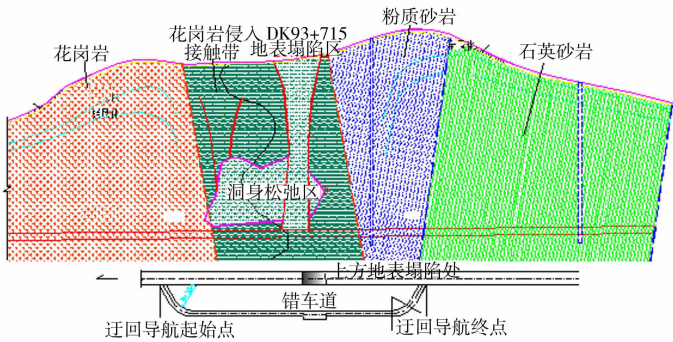 花岗岩
花岗岩侵入
接触带
DK93+715
地表塌陷区
粉质砂岩
石英砂岩
洞身松弛区
上方地表塌陷处
错车道
迂回导航起始点
迂回导航终点